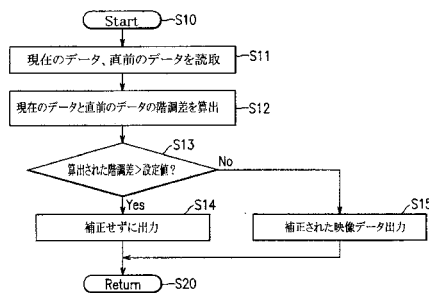 Start
S10
現在のデータ、直前のデータを読取
S11
現在のデータと直前のデータの階調差を算出
S12
S13
算出された階調差>設定値?
No
Yes
S14
S15
補正せずに出力
補正された映像データ出力
Return
S20